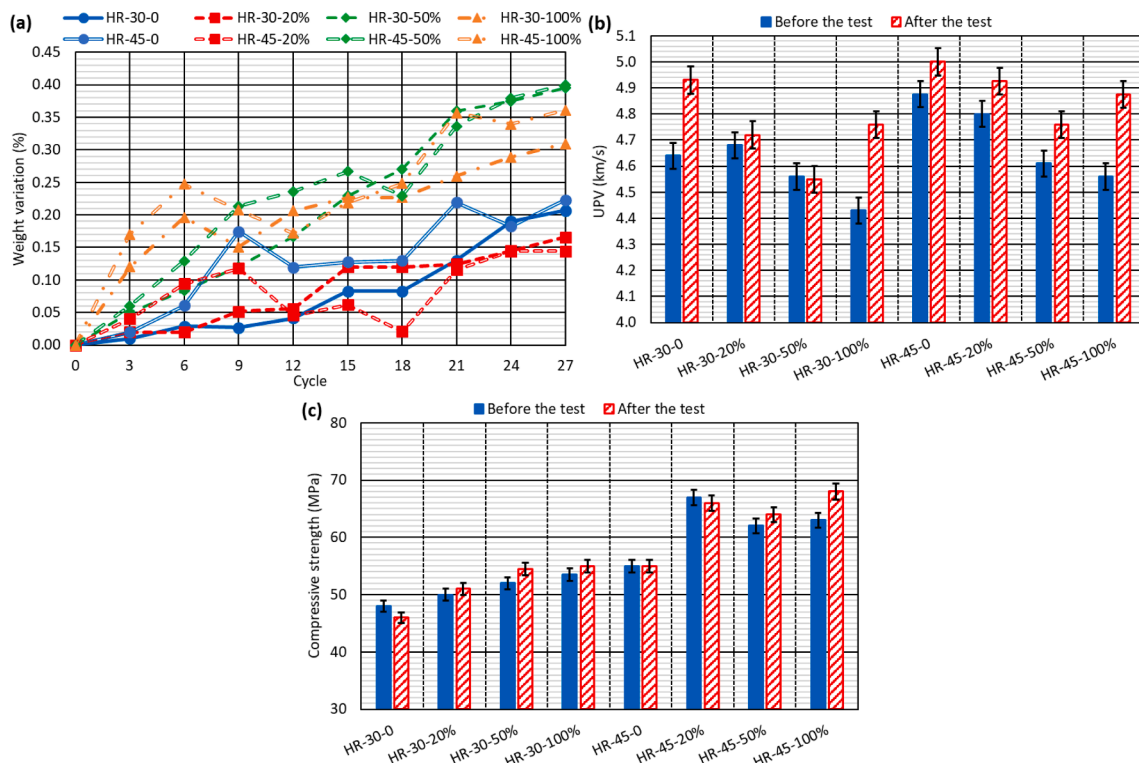 (a)
HR-30-0 HR-30-20% HR-30-50% HR-30-100%
HR-45-0 HR-45-20% HR-45-50% HR-45-100%
Weight variation (%)
0.45
0.40
0.35
0.30
0.25
0.20
0.15
0.10
0.05
0.00
0 3 6 9 12 15 18 21 24 27
Cycle
(b)
Before the test After the test
UPV (km/s)
5.1
5.0
4.9
4.8
4.7
4.6
4.5
4.4
4.3
4.2
4.1
4.0
HR-30-0 HR-30-20% HR-30-50% HR-30-100% HR-45-0 HR-45-20% HR-45-50% HR-45-100%
(c)
Before the test After the test
Compressive strength (MPa)
80
70
60
50
40
30
HR-30-0 HR-30-20% HR-30-50% HR-30-100% HR-45-0 HR-45-20% HR-45-50% HR-45-100%